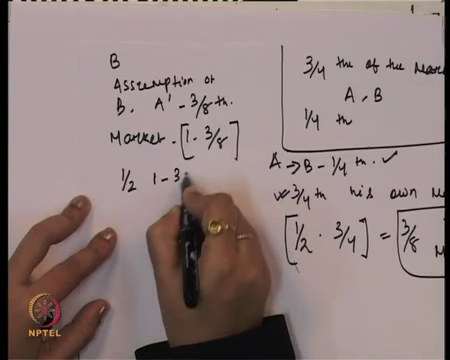 B
Assumption of
B. A' - 3/8 th.
Market. [1 - 3/8]
1/2 1 - 3
3/4 th of the
A, B
1/4 th
A → B - 1/4 th. ✓
3/4 th his own
[1/2 . 3/4] = 3/8
NPTEL